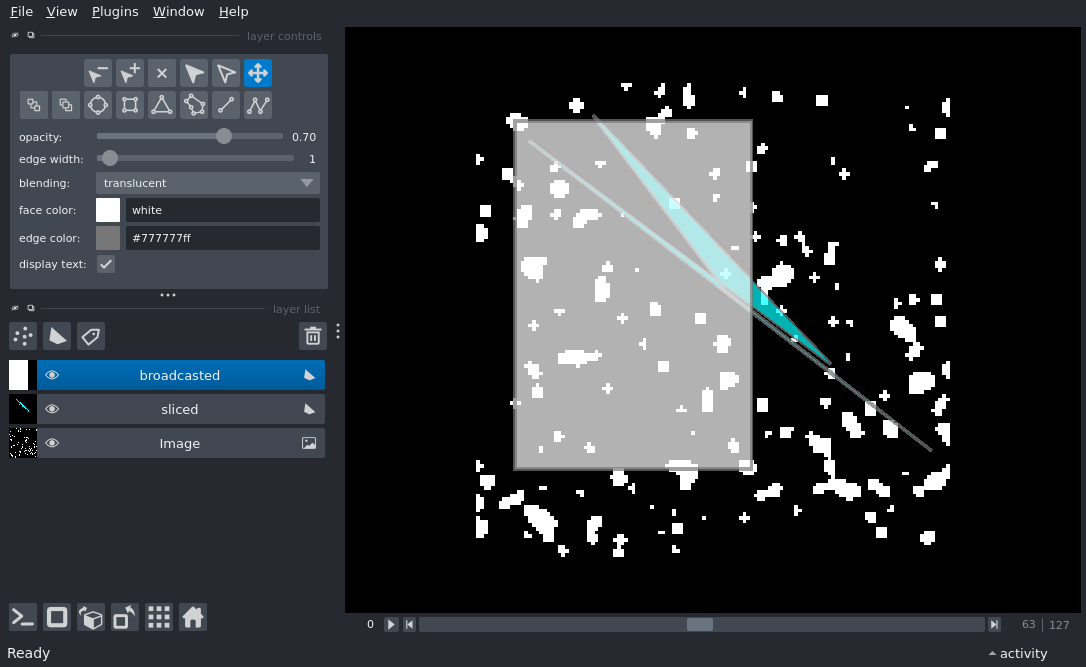 File View Plugins Window Help
layer controls
opacity: 0.70
edge width: 1
blending: translucent
face color: white
edge color: #777777ff
display text:
layer list
broadcasted
sliced
Image
0 63 127
Ready activity